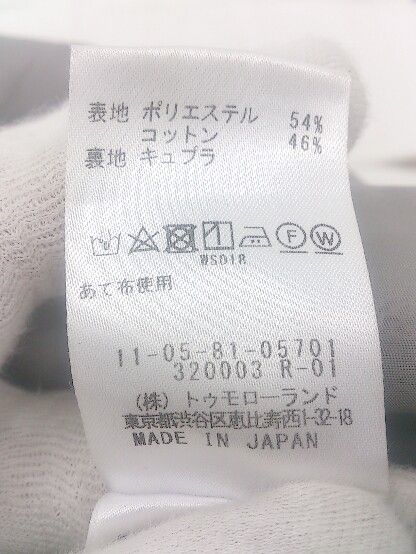 表地 ポリエステル 54%
コットン 46%
裏地 キュプラ
F W
WS018
あて布使用
11-05-81-05701
320003 R-01
(株) トゥモローランド
東京都渋谷区恵比寿西1-32-18
MADE IN JAPAN